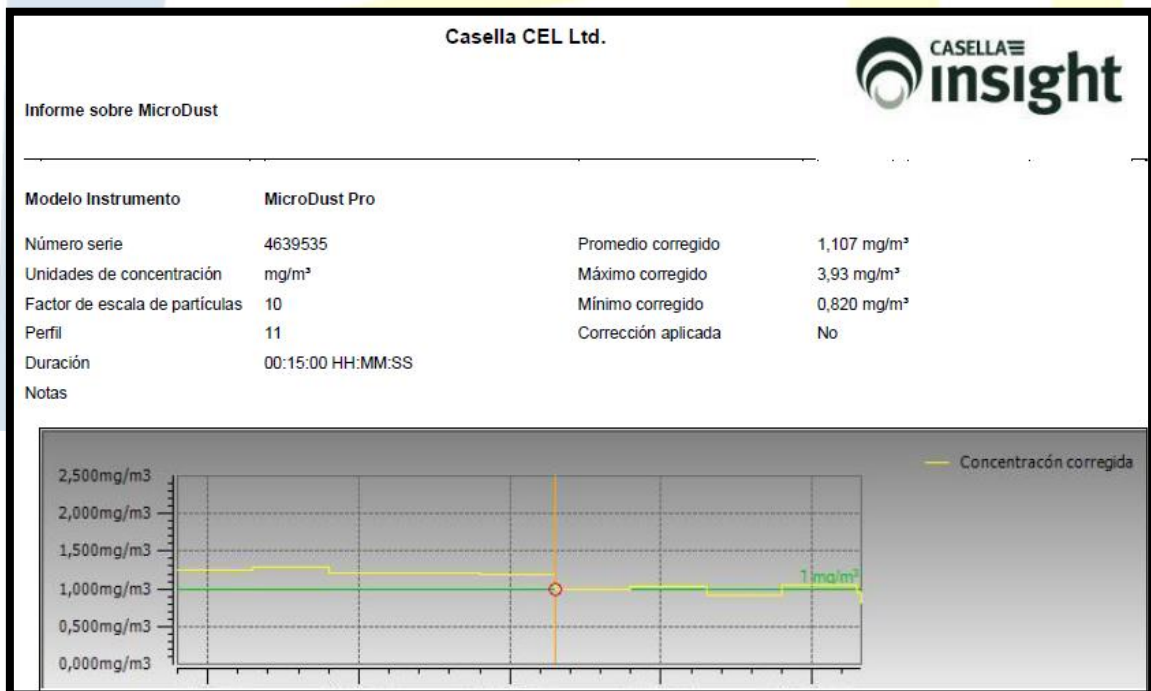 Casella CEL Ltd.
CASELLA
insight
Informe sobre MicroDust
Modelo Instrumento MicroDust Pro
Número serie 4639535 Promedio corregido 1,107 mg/m³
Unidades de concentración mg/m³ Máximo corregido 3,93 mg/m³
Factor de escala de partículas 10 Mínimo corregido 0,820 mg/m³
Perfil 11 Corrección aplicada No
Duración 00:15:00 HH:MM:SS
Notas
Concentracón corregida
2,500mg/m3
2,000mg/m3
1,500mg/m3
1 mg/m³
1,000mg/m3
0,500mg/m3
0,000mg/m3